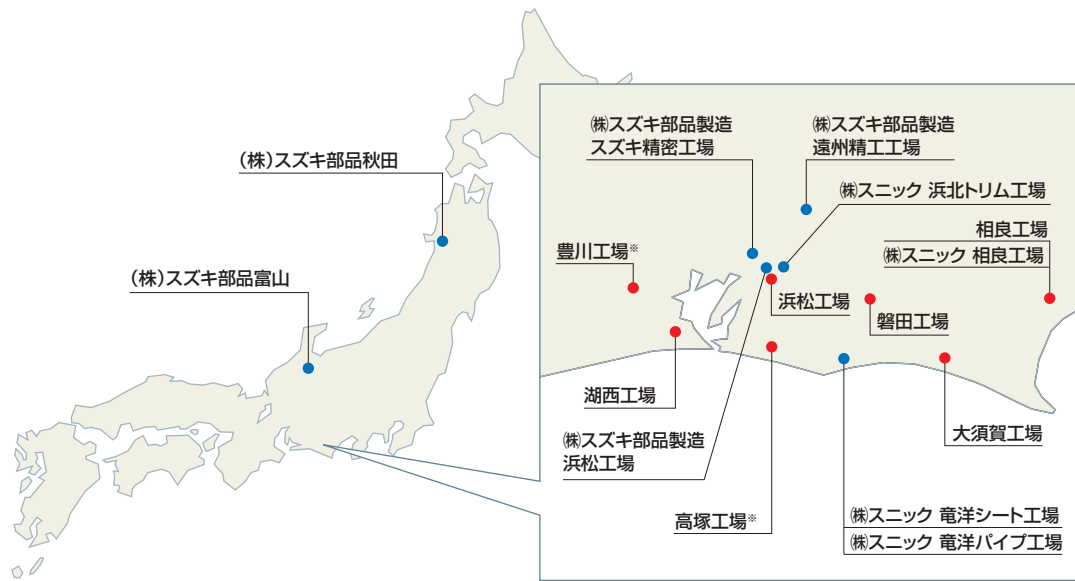 (株)スズキ部品秋田
(株)スズキ部品富山
㈱スズキ部品製造
スズキ精密工場
㈱スズキ部品製造
遠州精工工場
㈱スニック 浜北トリム工場
相良工場
㈱スニック 相良工場
豊川工場※
浜松工場
磐田工場
湖西工場
㈱スズキ部品製造
浜松工場
大須賀工場
高塚工場※
㈱スニック 竜洋シート工場
㈱スニック 竜洋パイプ工場